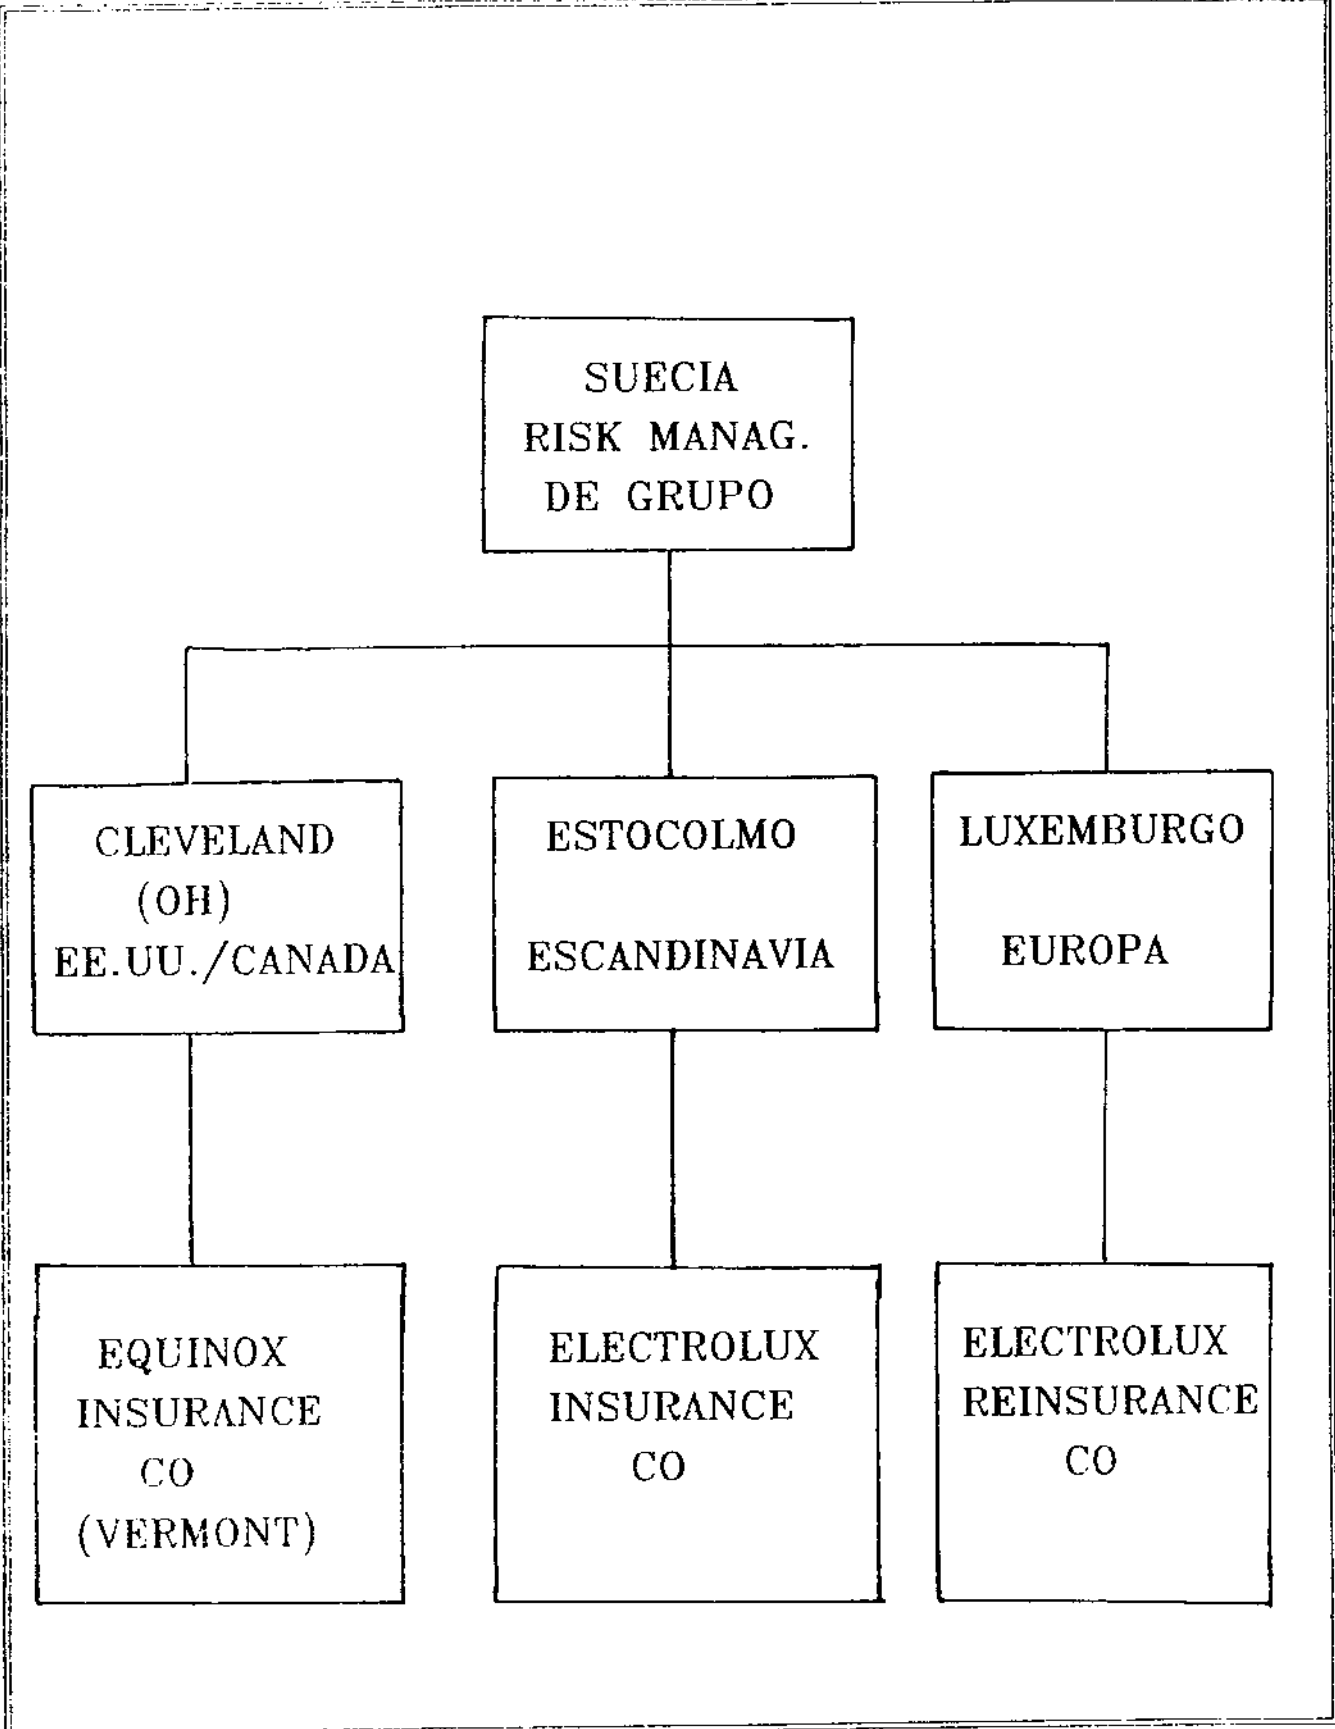 SUECIA
RISK MANAG.
DE GRUPO
CLEVELAND
(OH)
EE.UU./CANADA
ESTOCOLMO
ESCANDINAVIA
LUXEMBURGO
EUROPA
EQUINOX
INSURANCE
CO
(VERMONT)
ELECTROLUX
INSURANCE
CO
ELECTROLUX
REINSURANCE
CO